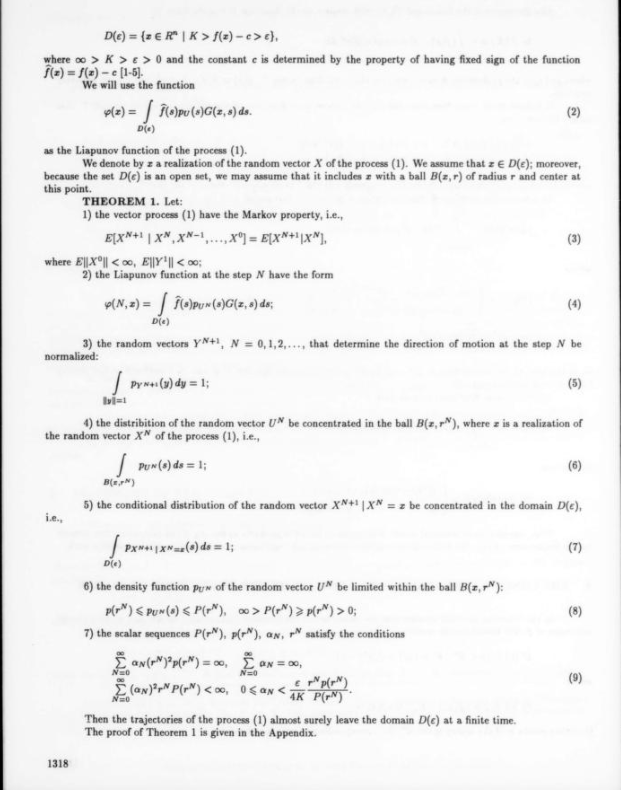 D(ε) = {x ∈ Rⁿ | K > f(x) − c > ε},
where ∞ > K > ε > 0 and the constant c is determined by the property of having fixed sign of the function
f̂(x) = f(x) − c [1-5].
We will use the function
φ(x) = ∫_{D(ε)} f̂(s)p_U(s)G(x, s) ds. (2)
as the Liapunov function of the process (1).
We denote by x a realization of the random vector X of the process (1). We assume that x ∈ D(ε); moreover,
because the set D(ε) is an open set, we may assume that it includes x with a ball B(x, r) of radius r and center at
this point.
THEOREM 1. Let:
1) the vector process (1) have the Markov property, i.e.,
E[X^{N+1} | X^N, X^{N−1}, ..., X^0] = E[X^{N+1}|X^N], (3)
where E||X^0|| < ∞, E||Y^1|| < ∞;
2) the Liapunov function at the step N have the form
φ(N, x) = ∫_{D(ε)} f̂(s)p_{U^N}(s)G(x, s) ds; (4)
3) the random vectors Y^{N+1}, N = 0, 1, 2, ..., that determine the direction of motion at the step N be
normalized:
∫_{||y||=1} p_{Y^{N+1}}(y) dy = 1; (5)
4) the distribition of the random vector U^N be concentrated in the ball B(x, r^N), where x is a realization of
the random vector X^N of the process (1), i.e.,
∫_{B(x,r^N)} p_{U^N}(s) ds = 1; (6)
5) the conditional distribution of the random vector X^{N+1} | X^N = x be concentrated in the domain D(ε),
i.e.,
∫_{D(ε)} p_{X^{N+1} | X^N=x}(s) ds = 1; (7)
6) the density function p_{U^N} of the random vector U^N be limited within the ball B(x, r^N):
p(r^N) ⩽ p_{U^N}(s) ⩽ P(r^N), ∞ > P(r^N) ⩾ p(r^N) > 0; (8)
7) the scalar sequences P(r^N), p(r^N), α_N, r^N satisfy the conditions
∑_{N=0}^{∞} α_N(r^N)²p(r^N) = ∞, ∑_{N=0}^{∞} α_N = ∞,
∑_{N=0}^{∞} (α_N)²r^N P(r^N) < ∞, 0 ⩽ α_N < \frac{ε}{4K} \frac{r^N p(r^N)}{P(r^N)}. (9)
Then the trajectories of the process (1) almost surely leave the domain D(ε) at a finite time.
The proof of Theorem 1 is given in the Appendix.
1318